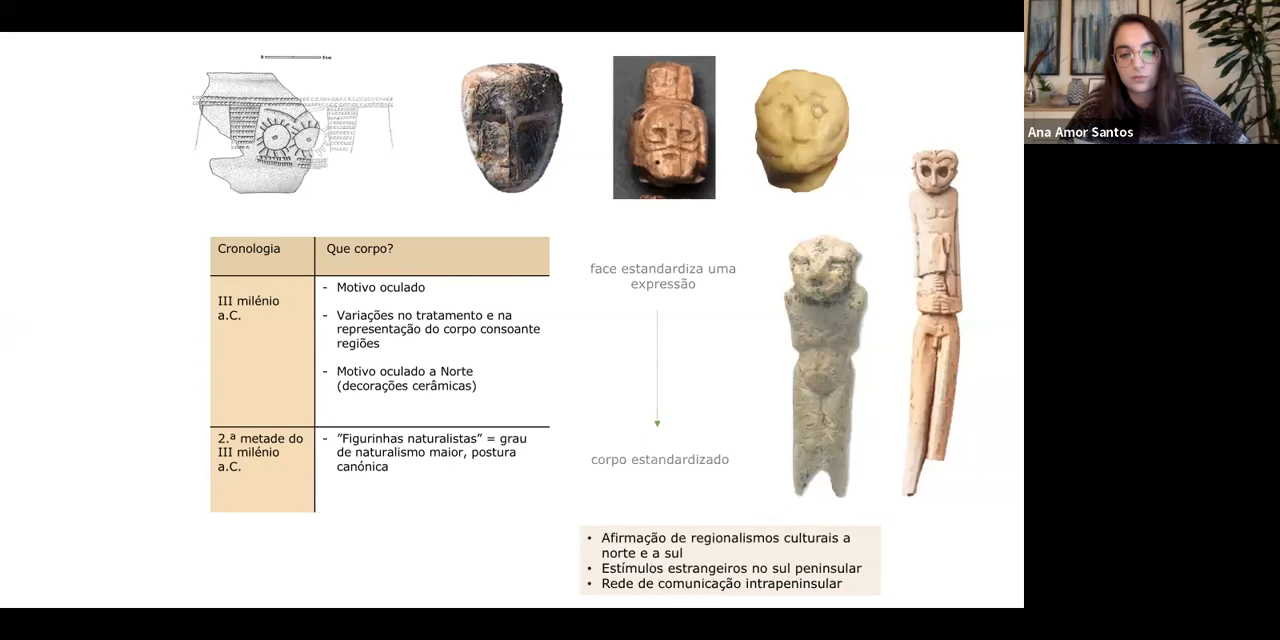 Ana Amor Santos
Cronologia
Que corpo?
III milénio
a.C.
- Motivo oculado
- Variações no tratamento e na
representação do corpo consoante
regiões
- Motivo oculado a Norte
(decorações cerâmicas)
2.ª metade do
III milénio
a.C.
- ”Figurinhas naturalistas” = grau
de naturalismo maior, postura
canónica
face estandardiza uma
expressão
corpo estandardizado
• Afirmação de regionalismos culturais a
norte e a sul
• Estímulos estrangeiros no sul peninsular
• Rede de comunicação intrapeninsular